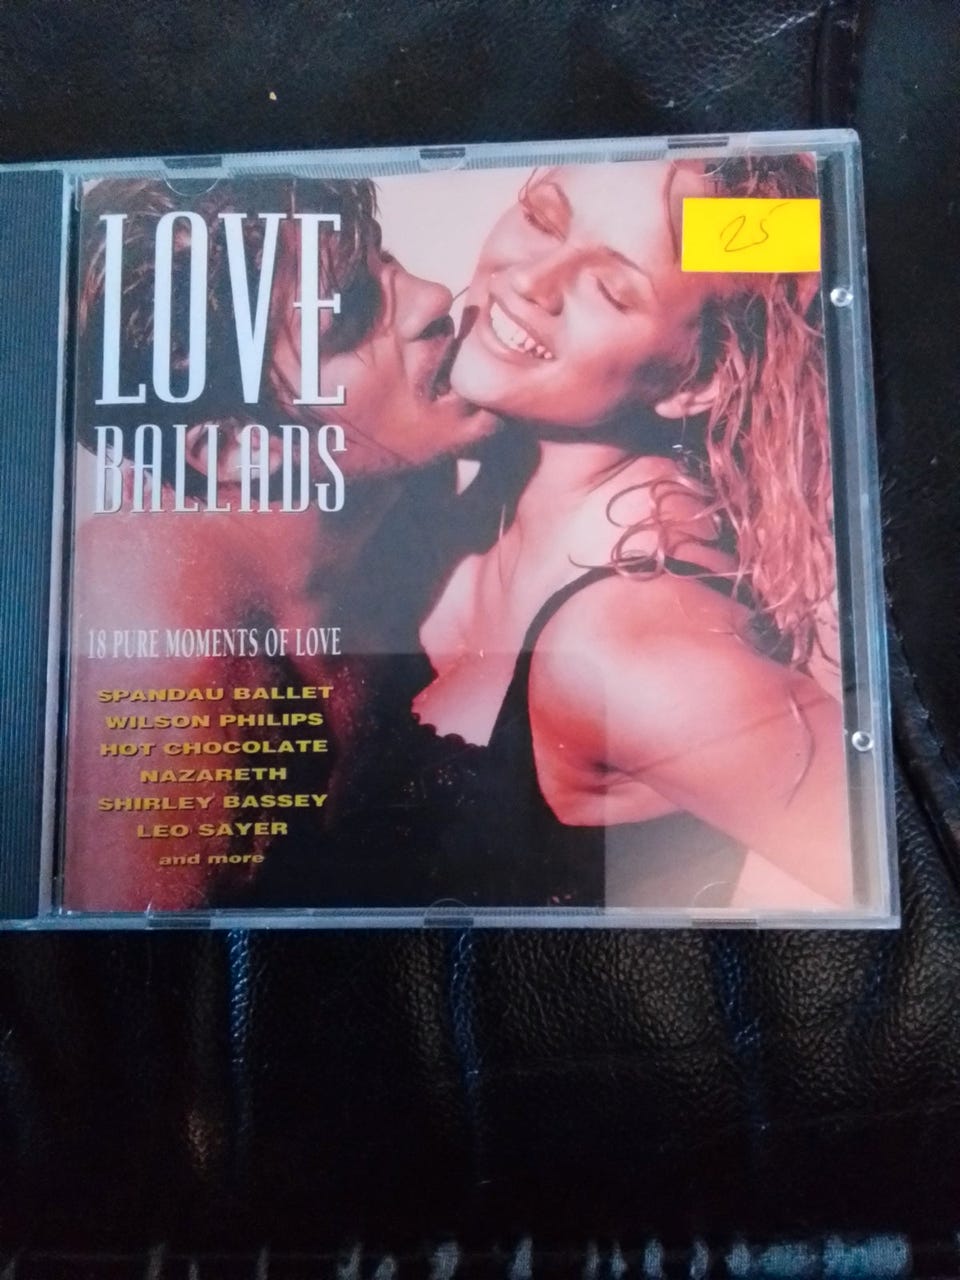 25
LOVE
BALLADS
18 PURE MOMENTS OF LOVE
SPANDAU BALLET
WILSON PHILIPS
HOT CHOCOLATE
NAZARETH
SHIRLEY BASSEY
LEO SAYER
and more